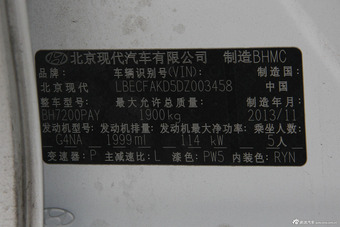 北京现代汽车有限公司 制造BHMC
品牌: 车辆识别代号(VIN): 制造国:
北京现代 LBECFAKD5DZ003458 中国
整车型号: 最大允许总质量: 制造年月:
BH7200PAY 1900kg 2013/11
发动机型号: 发动机排量: 发动机最大净功率: 乘坐人数:
G4NA 1999ml 114 kW 5人
变速器: P 主减速比: L 漆色: PW5 内装色: RYN